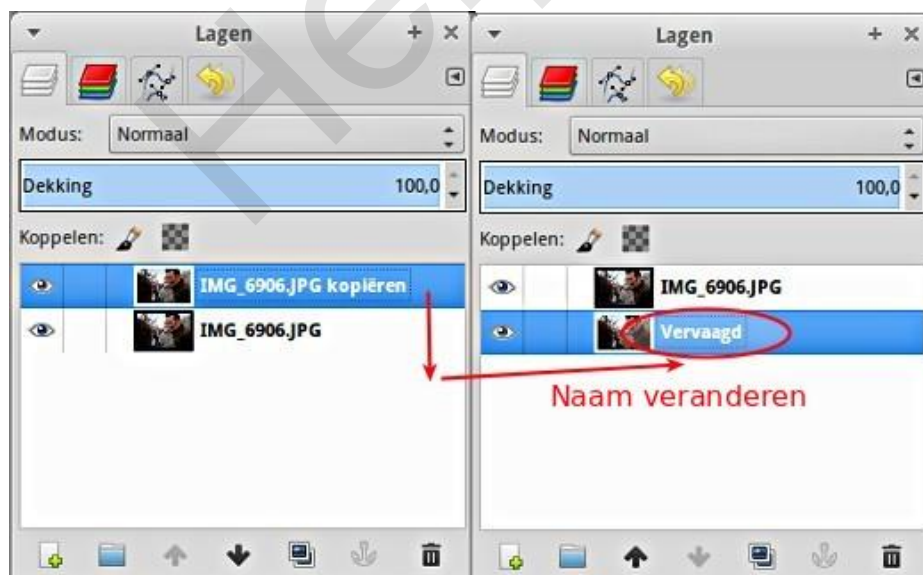 Lagen
Modus: Normaal
Dekking 100,0
Koppelen:
IMG_6906.JPG kopiëren
IMG_6906.JPG
Lagen
Modus: Normaal
Dekking 100,0
Koppelen:
IMG_6906.JPG
Vervaagd
Naam veranderen